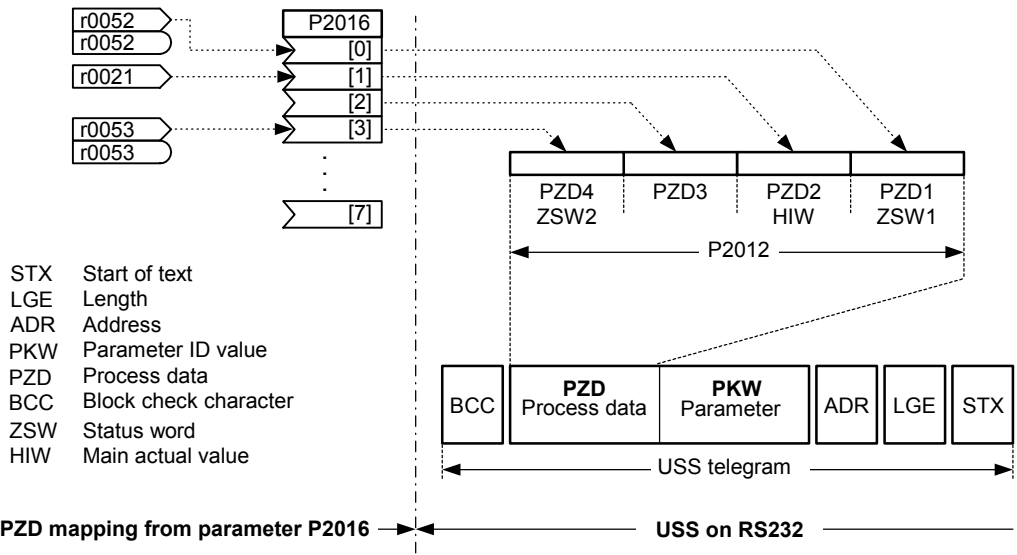 r0052
r0052
r0021
r0053
r0053
P2016
[0]
[1]
[2]
[3]
[7]
PZD4
ZSW2
PZD3
PZD2
HIW
PZD1
ZSW1
P2012
STX Start of text
LGE Length
ADR Address
PKW Parameter ID value
PZD Process data
BCC Block check character
ZSW Status word
HIW Main actual value
BCC
PZD
Process data
PKW
Parameter
ADR
LGE
STX
USS telegram
PZD mapping from parameter P2016
USS on RS232